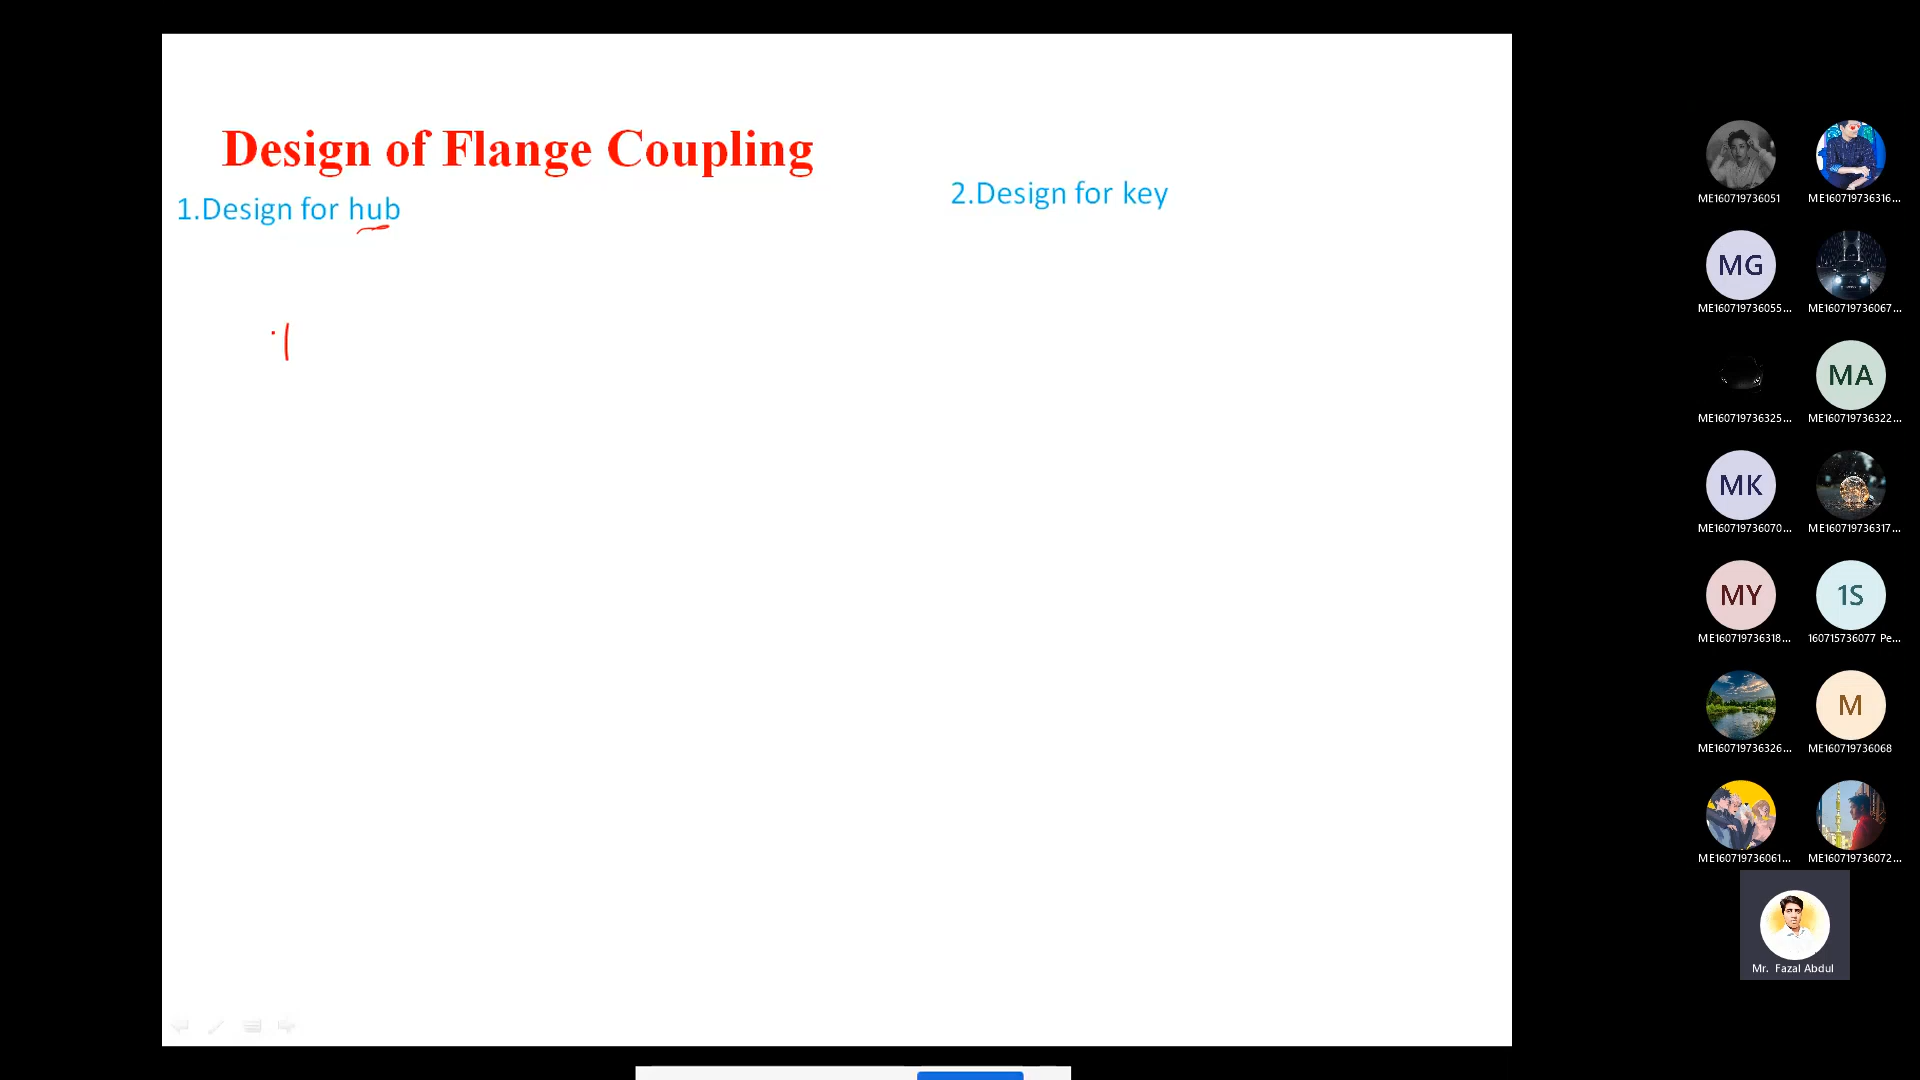 Design of Flange Coupling
1.Design for hub
2.Design for key
ME160719736051
ME160719736316...
MG
ME160719736055...
ME160719736067...
ME160719736325...
MA
ME160719736322...
MK
ME160719736070...
ME160719736317...
MY
ME160719736318...
1S
160715736077 Pe...
ME160719736326...
M
ME160719736068
ME160719736061...
ME160719736072...
Mr. Fazal Abdul